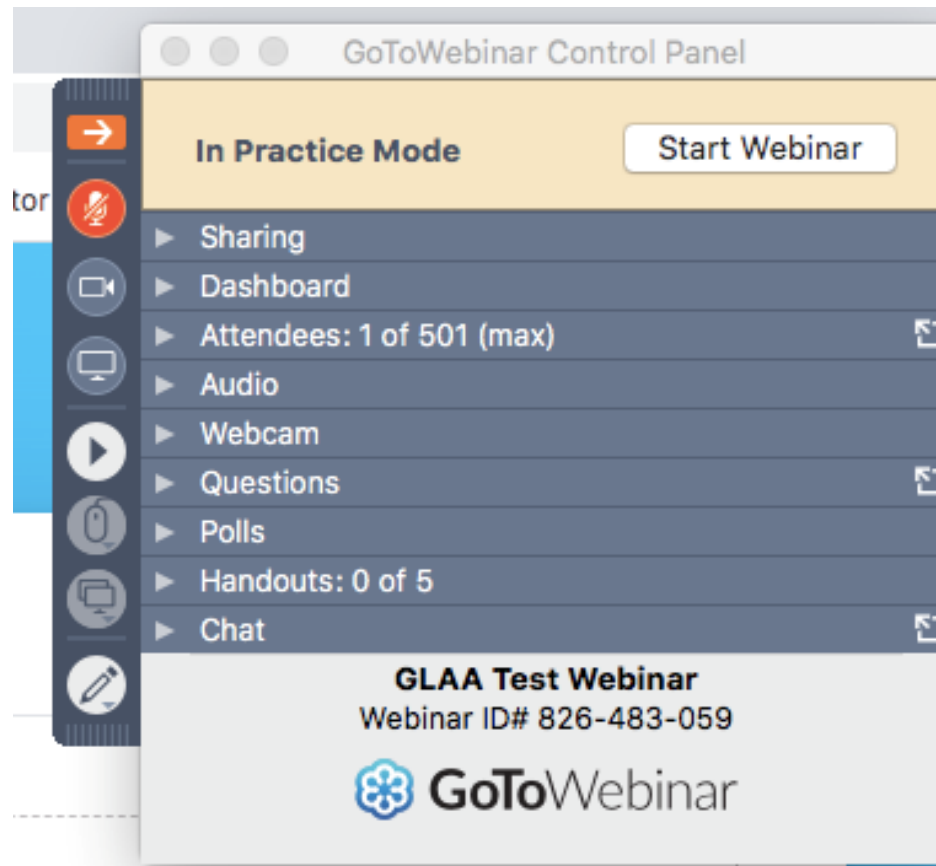 GoToWebinar Control Panel
In Practice Mode
Start Webinar
tor
Sharing
Dashboard
Attendees: 1 of 501 (max)
Audio
Webcam
Questions
Polls
Handouts: 0 of 5
Chat
GLAA Test Webinar
Webinar ID# 826-483-059
GoToWebinar